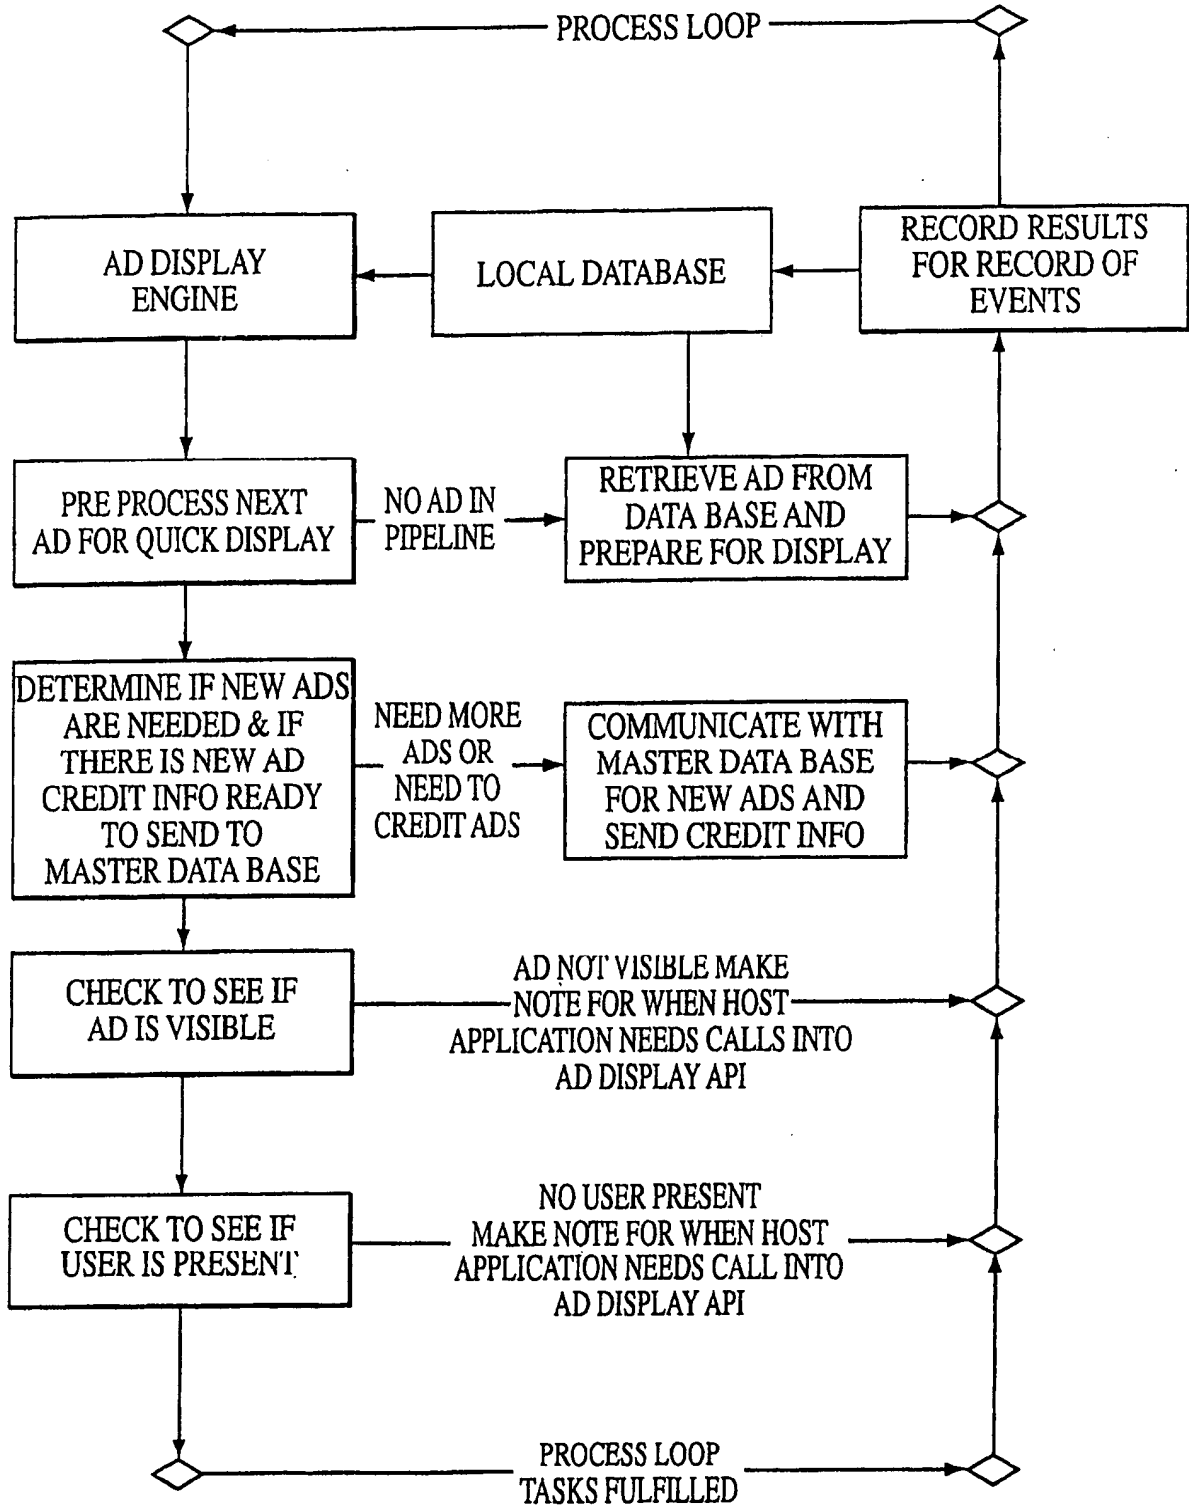 PROCESS LOOP
AD DISPLAY
ENGINE
LOCAL DATABASE
RECORD RESULTS
FOR RECORD OF
EVENTS
PRE PROCESS NEXT
AD FOR QUICK DISPLAY
NO AD IN
PIPELINE
RETRIEVE AD FROM
DATA BASE AND
PREPARE FOR DISPLAY
DETERMINE IF NEW ADS
ARE NEEDED & IF
THERE IS NEW AD
CREDIT INFO READY
TO SEND TO
MASTER DATA BASE
NEED MORE
ADS OR
NEED TO
CREDIT ADS
COMMUNICATE WITH
MASTER DATA BASE
FOR NEW ADS AND
SEND CREDIT INFO
CHECK TO SEE IF
AD IS VISIBLE
AD NOT VISIBLE MAKE
NOTE FOR WHEN HOST
APPLICATION NEEDS CALLS INTO
AD DISPLAY API
CHECK TO SEE IF
USER IS PRESENT
NO USER PRESENT
MAKE NOTE FOR WHEN HOST
APPLICATION NEEDS CALL INTO
AD DISPLAY API
PROCESS LOOP
TASKS FULFILLED